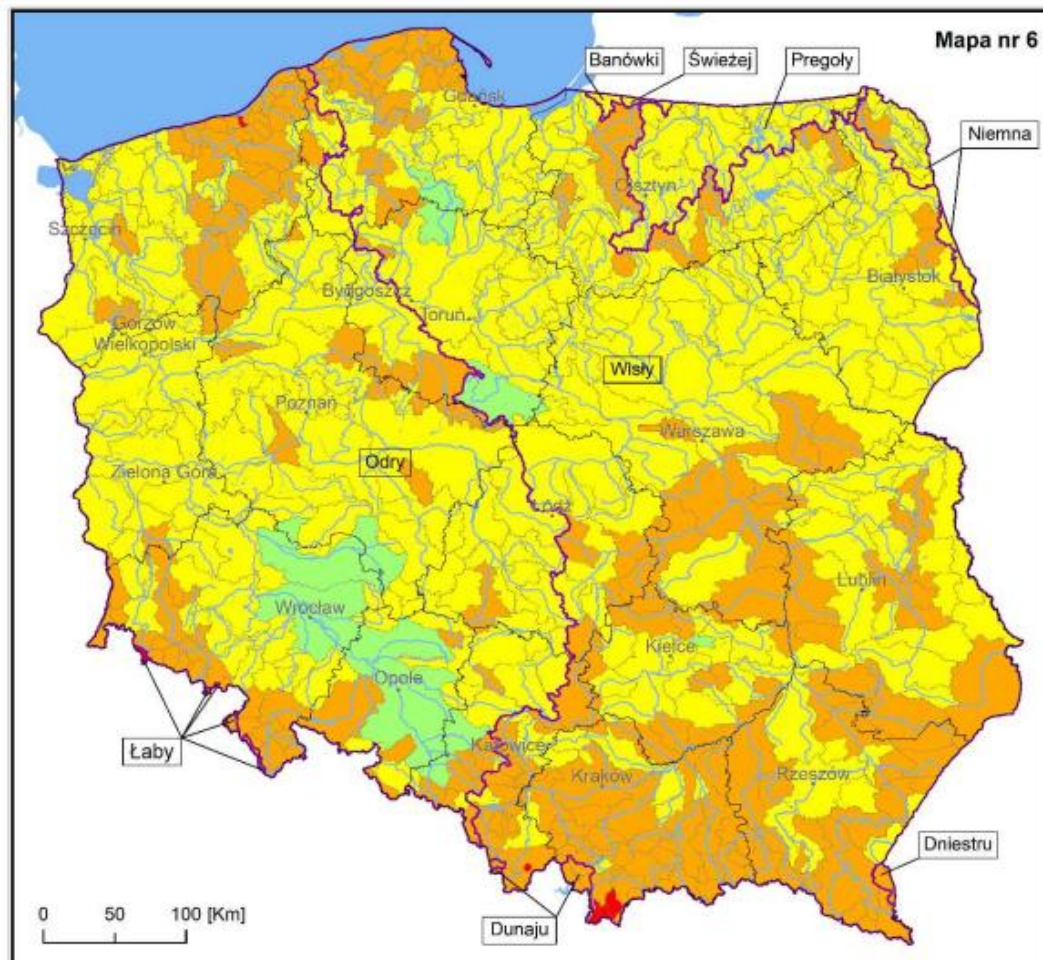 Mapa nr 6
Banówki
Świeżej
Pregoły
Niemna
Gdańsk
Olsztyn
Szczecin
Białystok
Bydgoszcz
Toruń
Gorzów
Wielkopolski
Wisły
Poznań
Warszawa
Odry
Zielona Góra
Łódź
Lublin
Wrocław
Kielce
Opole
Łaby
Katowice
Kraków
Rzeszów
Dniestru
0 50 100 [Km]
Dunaju